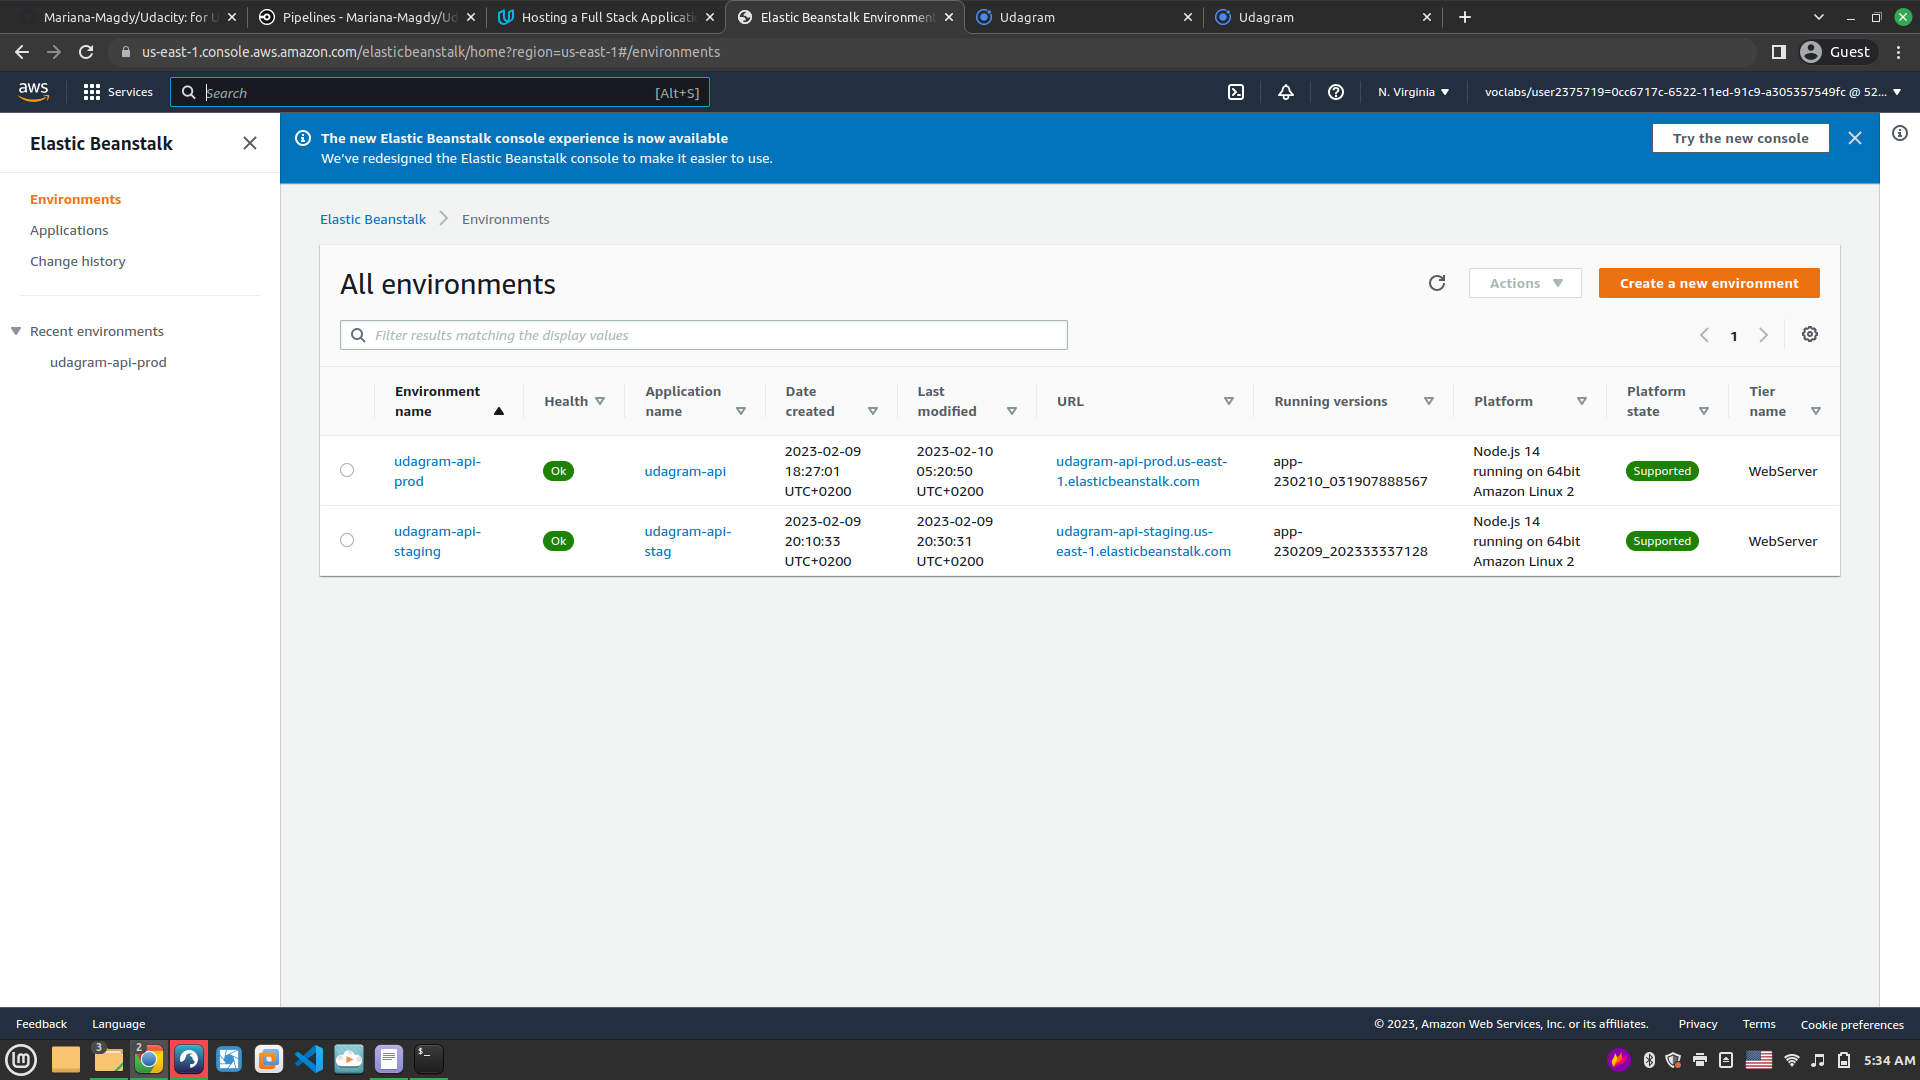 Mariana-Magdy/Udacity: for U
Pipelines - Mariana-Magdy/Ud
Hosting a Full Stack Applicati
Elastic Beanstalk Environment
Udagram
Udagram
us-east-1.console.aws.amazon.com/elasticbeanstalk/home?region=us-east-1#/environments
Guest
aws
Services
Search
[Alt+S]
N. Virginia
voclabs/user2375719=0cc6717c-6522-11ed-91c9-a305357549fc @ 52...
Elastic Beanstalk
Environments
Applications
Change history
Recent environments
udagram-api-prod
The new Elastic Beanstalk console experience is now available
We've redesigned the Elastic Beanstalk console to make it easier to use.
Try the new console
Elastic Beanstalk
Environments
All environments
Actions
Create a new environment
Filter results matching the display values
1
Environment name
Health
Application name
Date created
Last modified
URL
Running versions
Platform
Platform state
Tier name
udagram-api-
prod
Ok
udagram-api
2023-02-09
18:27:01
UTC+0200
2023-02-10
05:20:50
UTC+0200
udagram-api-prod.us-east-
1.elasticbeanstalk.com
app-
230210_031907888567
Node.js 14
running on 64bit
Amazon Linux 2
Supported
WebServer
udagram-api-
staging
Ok
udagram-api-
stag
2023-02-09
20:10:33
UTC+0200
2023-02-09
20:30:31
UTC+0200
udagram-api-staging.us-
east-1.elasticbeanstalk.com
app-
230209_202333337128
Node.js 14
running on 64bit
Amazon Linux 2
Supported
WebServer
Feedback
Language
© 2023, Amazon Web Services, Inc. or its affiliates.
Privacy
Terms
Cookie preferences
3
2
$_
5:34 AM